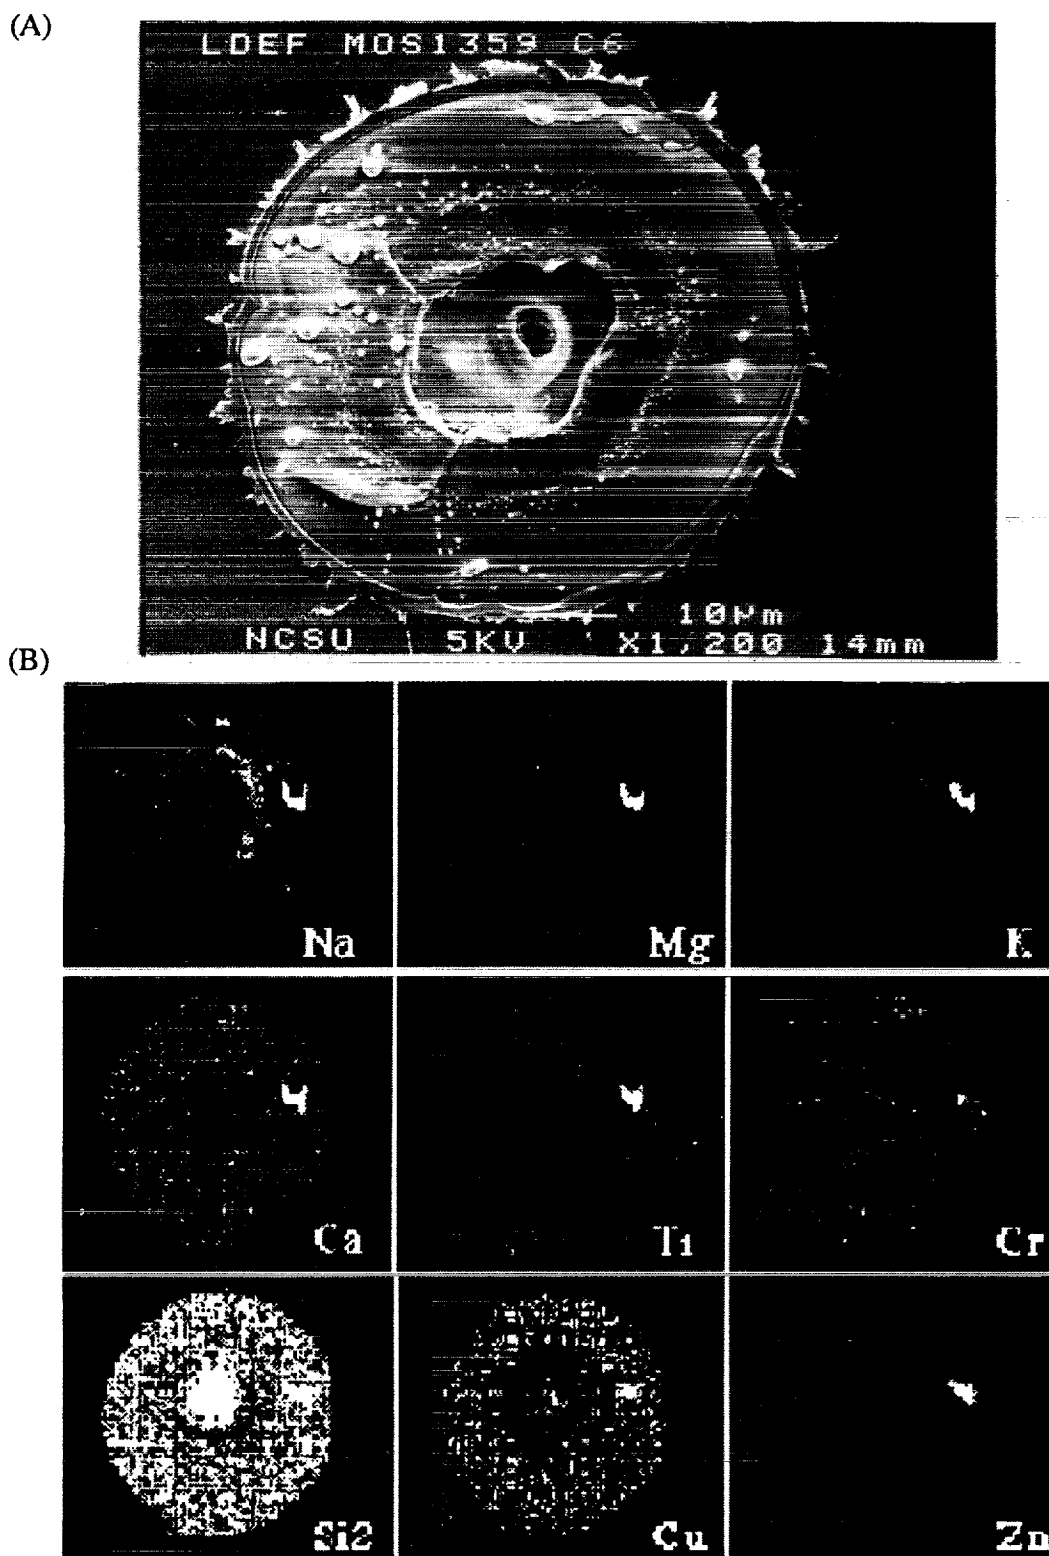 (A)
LDEF MOS1359 C6
10μm
NCSU 5KV X1,200 14mm
(B)
Na Mg K
Ca Ti Cr
Si2 Cu Zn